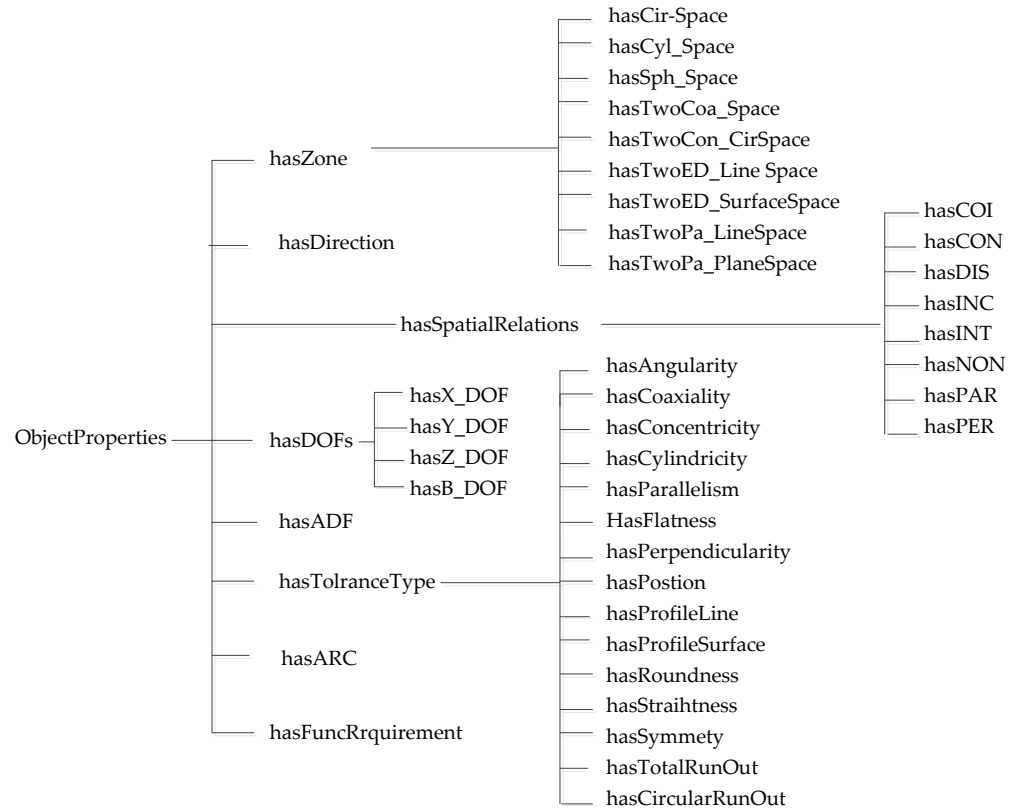 ObjectProperties
hasZone
hasCir-Space
hasCyl_Space
hasSph_Space
hasTwoCoa_Space
hasTwoCon_CirSpace
hasTwoED_Line Space
hasTwoED_SurfaceSpace
hasTwoPa_LineSpace
hasTwoPa_PlaneSpace
hasDirection
hasSpatialRelations
hasCOI
hasCON
hasDIS
hasINC
hasINT
hasNON
hasPAR
hasPER
hasDOFs
hasX_DOF
hasY_DOF
hasZ_DOF
hasB_DOF
hasADF
hasTolranceType
hasAngularity
hasCoaxiality
hasConcentricity
hasCylindricity
hasParallelism
HasFlatness
hasPerpendicularity
hasPostion
hasProfileLine
hasProfileSurface
hasRoundness
hasStraihtness
hasSymmety
hasTotalRunOut
hasCircularRunOut
hasARC
hasFuncRrquirement